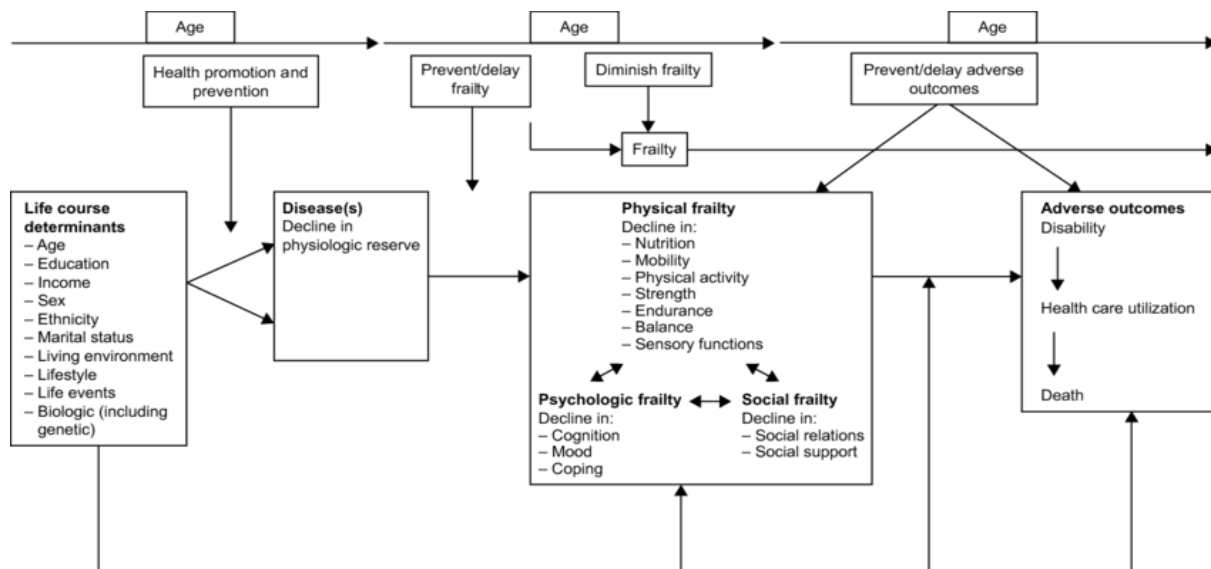 Age
Age
Age
Health promotion and
prevention
Prevent/delay
frailty
Diminish frailty
Prevent/delay adverse
outcomes
Frailty
Life course
determinants
– Age
– Education
– Income
– Sex
– Ethnicity
– Marital status
– Living environment
– Lifestyle
– Life events
– Biologic (including
genetic)
Disease(s)
Decline in
physiologic reserve
Physical frailty
Decline in:
– Nutrition
– Mobility
– Physical activity
– Strength
– Endurance
– Balance
– Sensory functions
Psychologic frailty
Decline in:
– Cognition
– Mood
– Coping
Social frailty
Decline in:
– Social relations
– Social support
Adverse outcomes
Disability
Health care utilization
Death